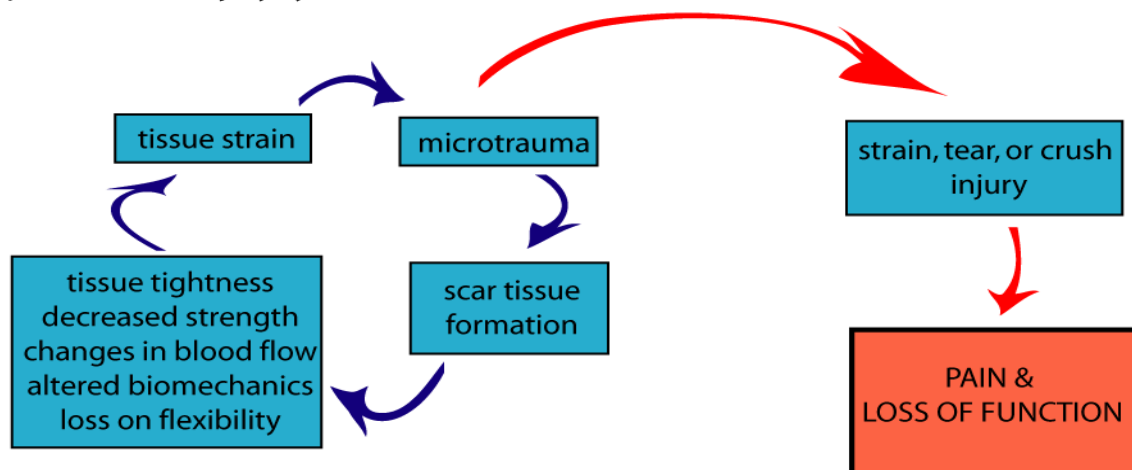 tissue strain
microtrauma
strain, tear, or crush
injury
tissue tightness
decreased strength
changes in blood flow
altered biomechanics
loss on flexibility
scar tissue
formation
PAIN &
LOSS OF FUNCTION